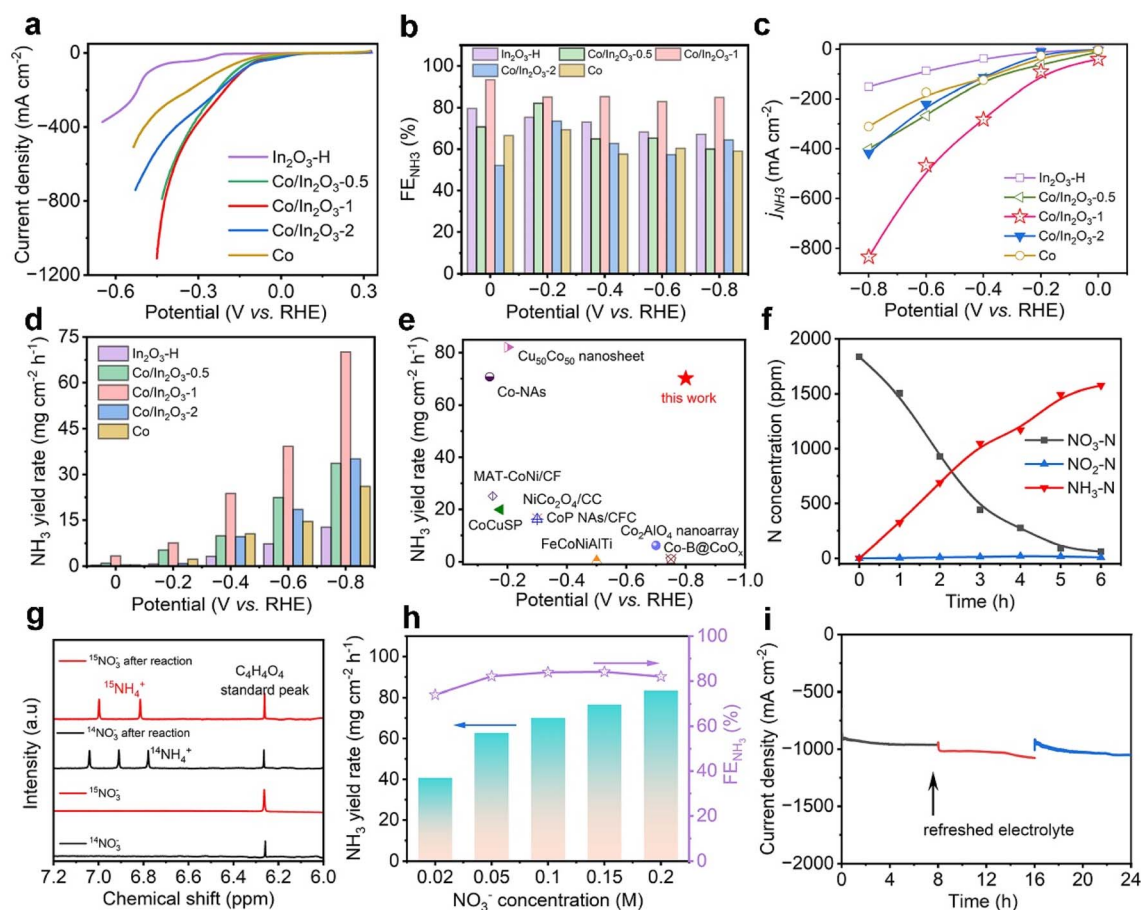 a
Current density (mA cm⁻²)
0
−400
−800
−1200
In₂O₃-H
Co/In₂O₃-0.5
Co/In₂O₃-1
Co/In₂O₃-2
Co
−0.6 −0.3 0.0 0.3
Potential (V vs. RHE)
b
FE_NH3 (%)
100
80
60
40
20
0
In₂O₃-H Co/In₂O₃-0.5 Co/In₂O₃-1
Co/In₂O₃-2 Co
0 −0.2 −0.4 −0.6 −0.8
Potential (V vs. RHE)
c
j_NH3 (mA cm⁻²)
0
−200
−400
−600
−800
In₂O₃-H
Co/In₂O₃-0.5
Co/In₂O₃-1
Co/In₂O₃-2
Co
−0.8 −0.6 −0.4 −0.2 0.0
Potential (V vs. RHE)
d
NH₃ yield rate (mg cm⁻² h⁻¹)
75
60
45
30
15
0
In₂O₃-H
Co/In₂O₃-0.5
Co/In₂O₃-1
Co/In₂O₃-2
Co
0 −0.2 −0.4 −0.6 −0.8
Potential (V vs. RHE)
e
NH₃ yield rate (mg cm⁻² h⁻¹)
80
60
40
20
0
Cu₅₀Co₅₀ nanosheet
Co-NAs
this work
MAT-CoNi/CF
NiCo₂O₄/CC
CoCuSP
CoP NAs/CFC
Co₂AlO₄ nanoarray
FeCoNiAlTi
Co-B@CoOₓ
−0.2 −0.4 −0.6 −0.8 −1.0
Potential (V vs. RHE)
f
N concentration (ppm)
2000
1500
1000
500
0
NO₃-N
NO₂-N
NH₃-N
0 1 2 3 4 5 6
Time (h)
g
Intensity (a.u)
¹⁵NO₃⁻ after reaction
C₄H₄O₄
standard peak
¹⁵NH₄⁺
¹⁴NO₃⁻ after reaction
¹⁴NH₄⁺
¹⁵NO₃⁻
¹⁴NO₃⁻
7.2 7.0 6.8 6.6 6.4 6.2 6.0
Chemical shift (ppm)
h
NH₃ yield rate (mg cm⁻² h⁻¹)
100
80
60
40
20
0
0.02 0.05 0.1 0.15 0.2
NO₃⁻ concentration (M)
100
80
60
40
20
0
FE_NH₃ (%)
i
Current density (mA cm⁻²)
0
−500
−1000
−1500
−2000
refreshed electrolyte
0 4 8 12 16 20 24
Time (h)